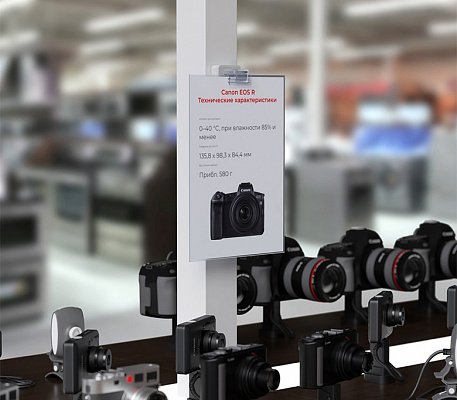 Canon EOS R
Технические характеристики
0-40 °C, при влажности 85% и
менее
135,8 x 98,3 x 84,4 мм
Прибл. 580 г
Canon